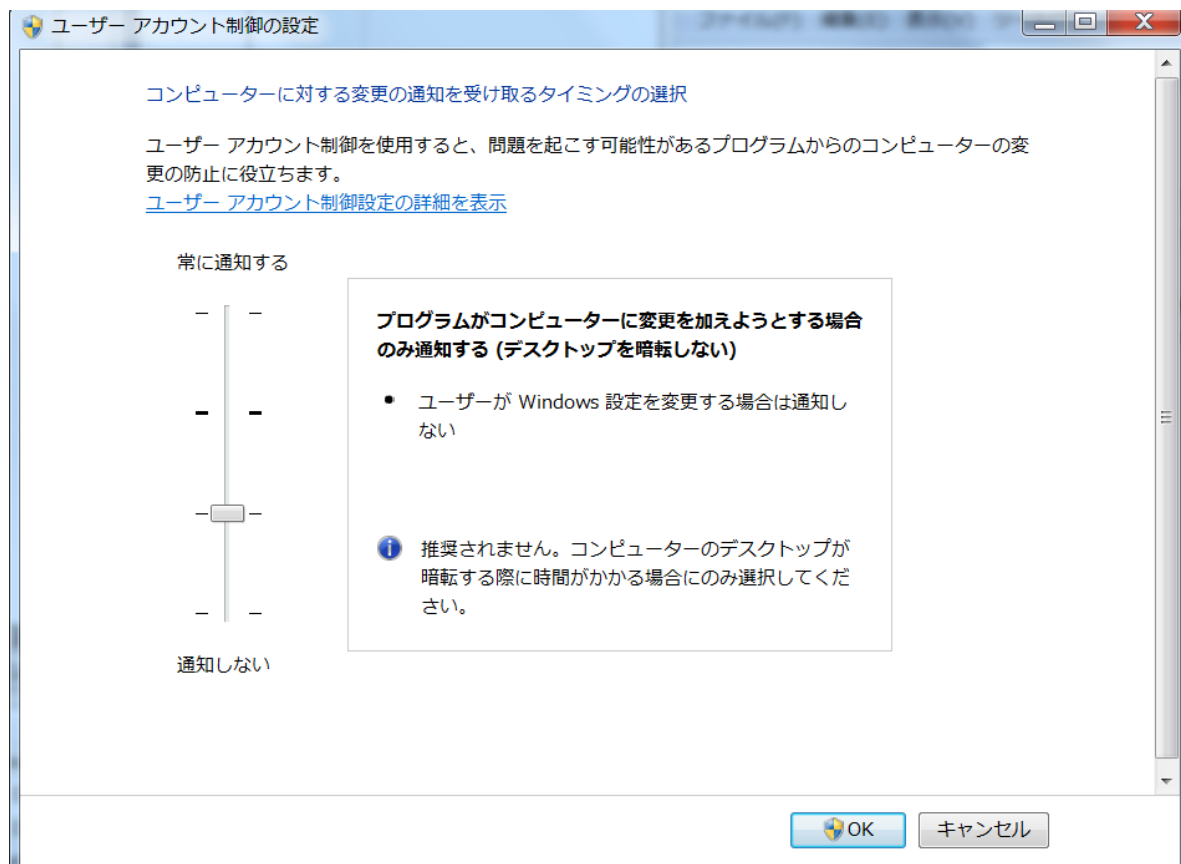 ユーザー アカウント制御の設定
コンピューターに対する変更の通知を受け取るタイミングの選択
ユーザー アカウント制御を使用すると、問題を起こす可能性があるプログラムからのコンピューターの変
更の防止に役立ちます。
ユーザー アカウント制御設定の詳細を表示
常に通知する
プログラムがコンピューターに変更を加えようとする場合
のみ通知する (デスクトップを暗転しない)
• ユーザーが Windows 設定を変更する場合は通知し
ない
推奨されません。コンピューターのデスクトップが
暗転する際に時間がかかる場合にのみ選択してくだ
さい。
通知しない
OK
キャンセル